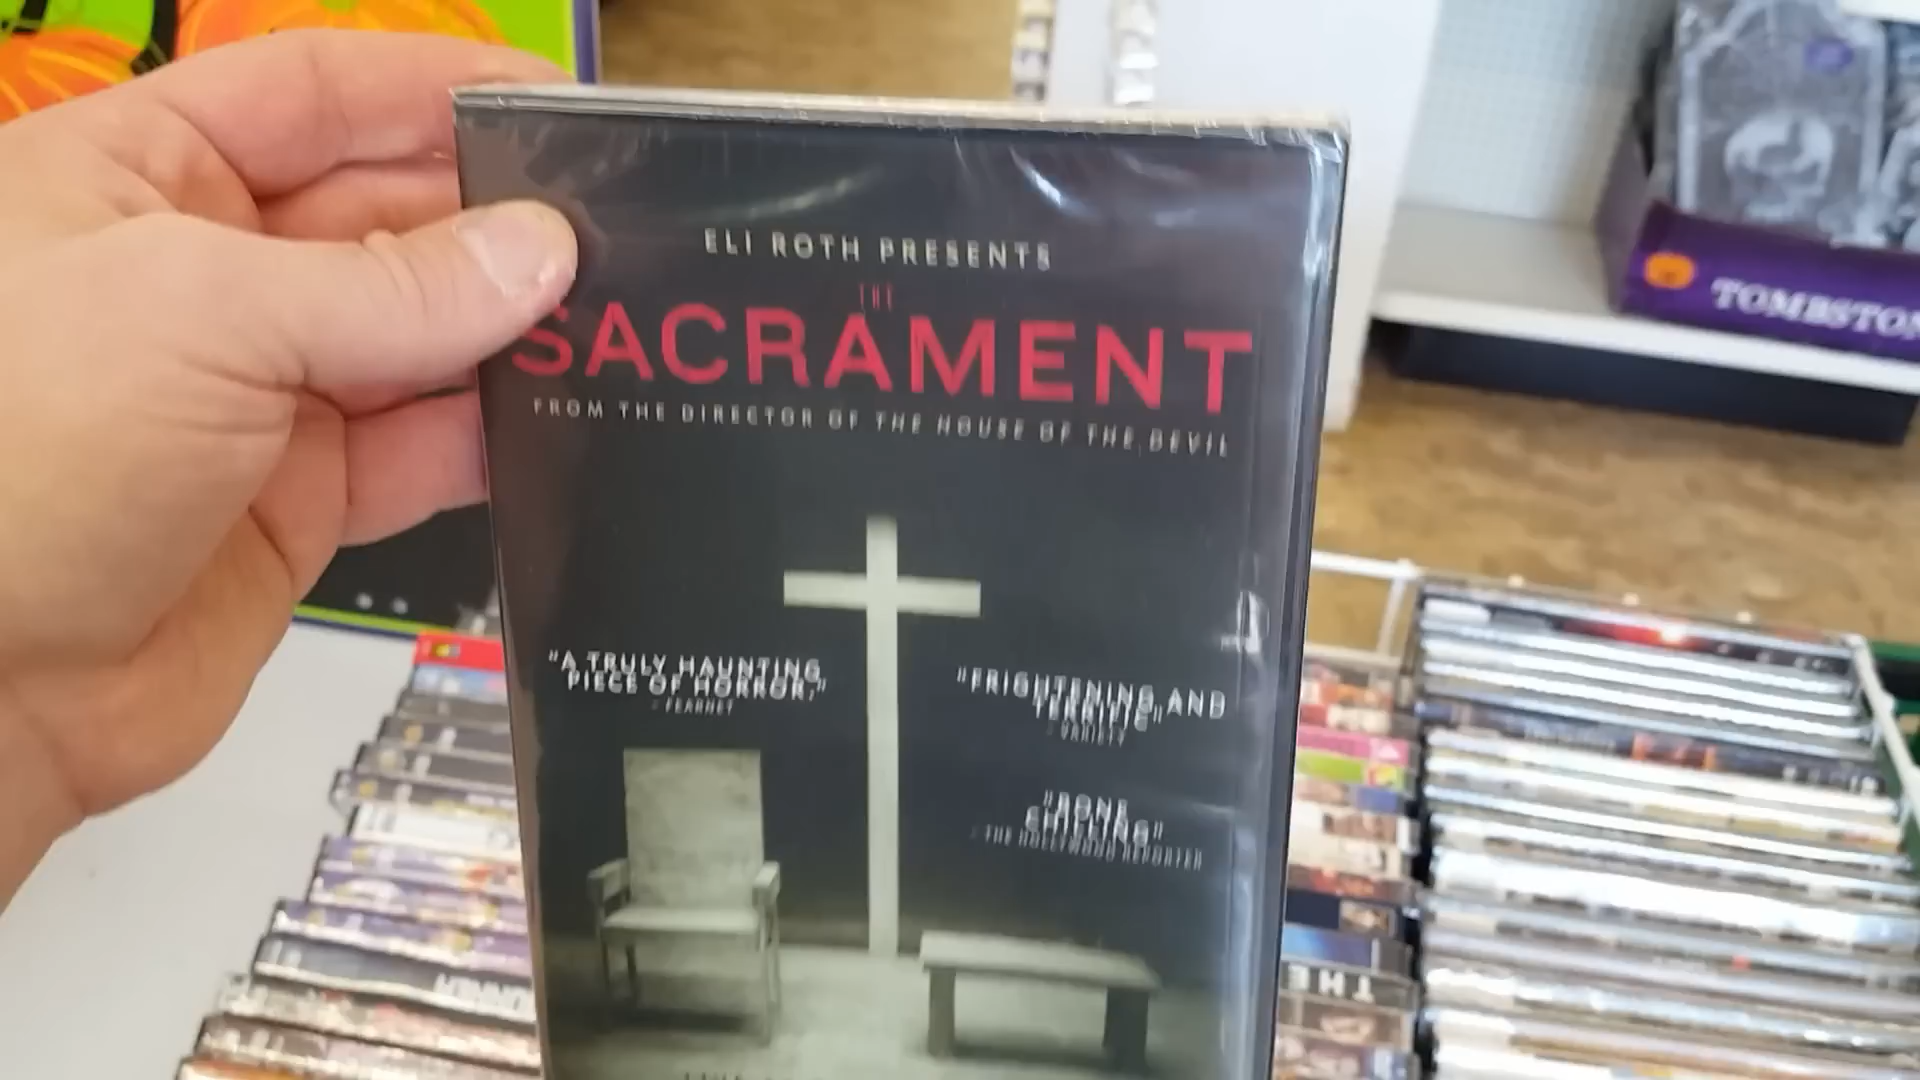 ELI ROTH PRESENTS
THE
SACRAMENT
FROM THE DIRECTOR OF THE HOUSE OF THE DEVIL
"A TRULY HAUNTING
PIECE OF HORROR,"
- FEARNET
"FRIGHTENING AND
TERRIFIC"
- VARIETY
"BONE
CHILLING"
- THE HOLLYWOOD REPORTER
TOMBSTON
THE